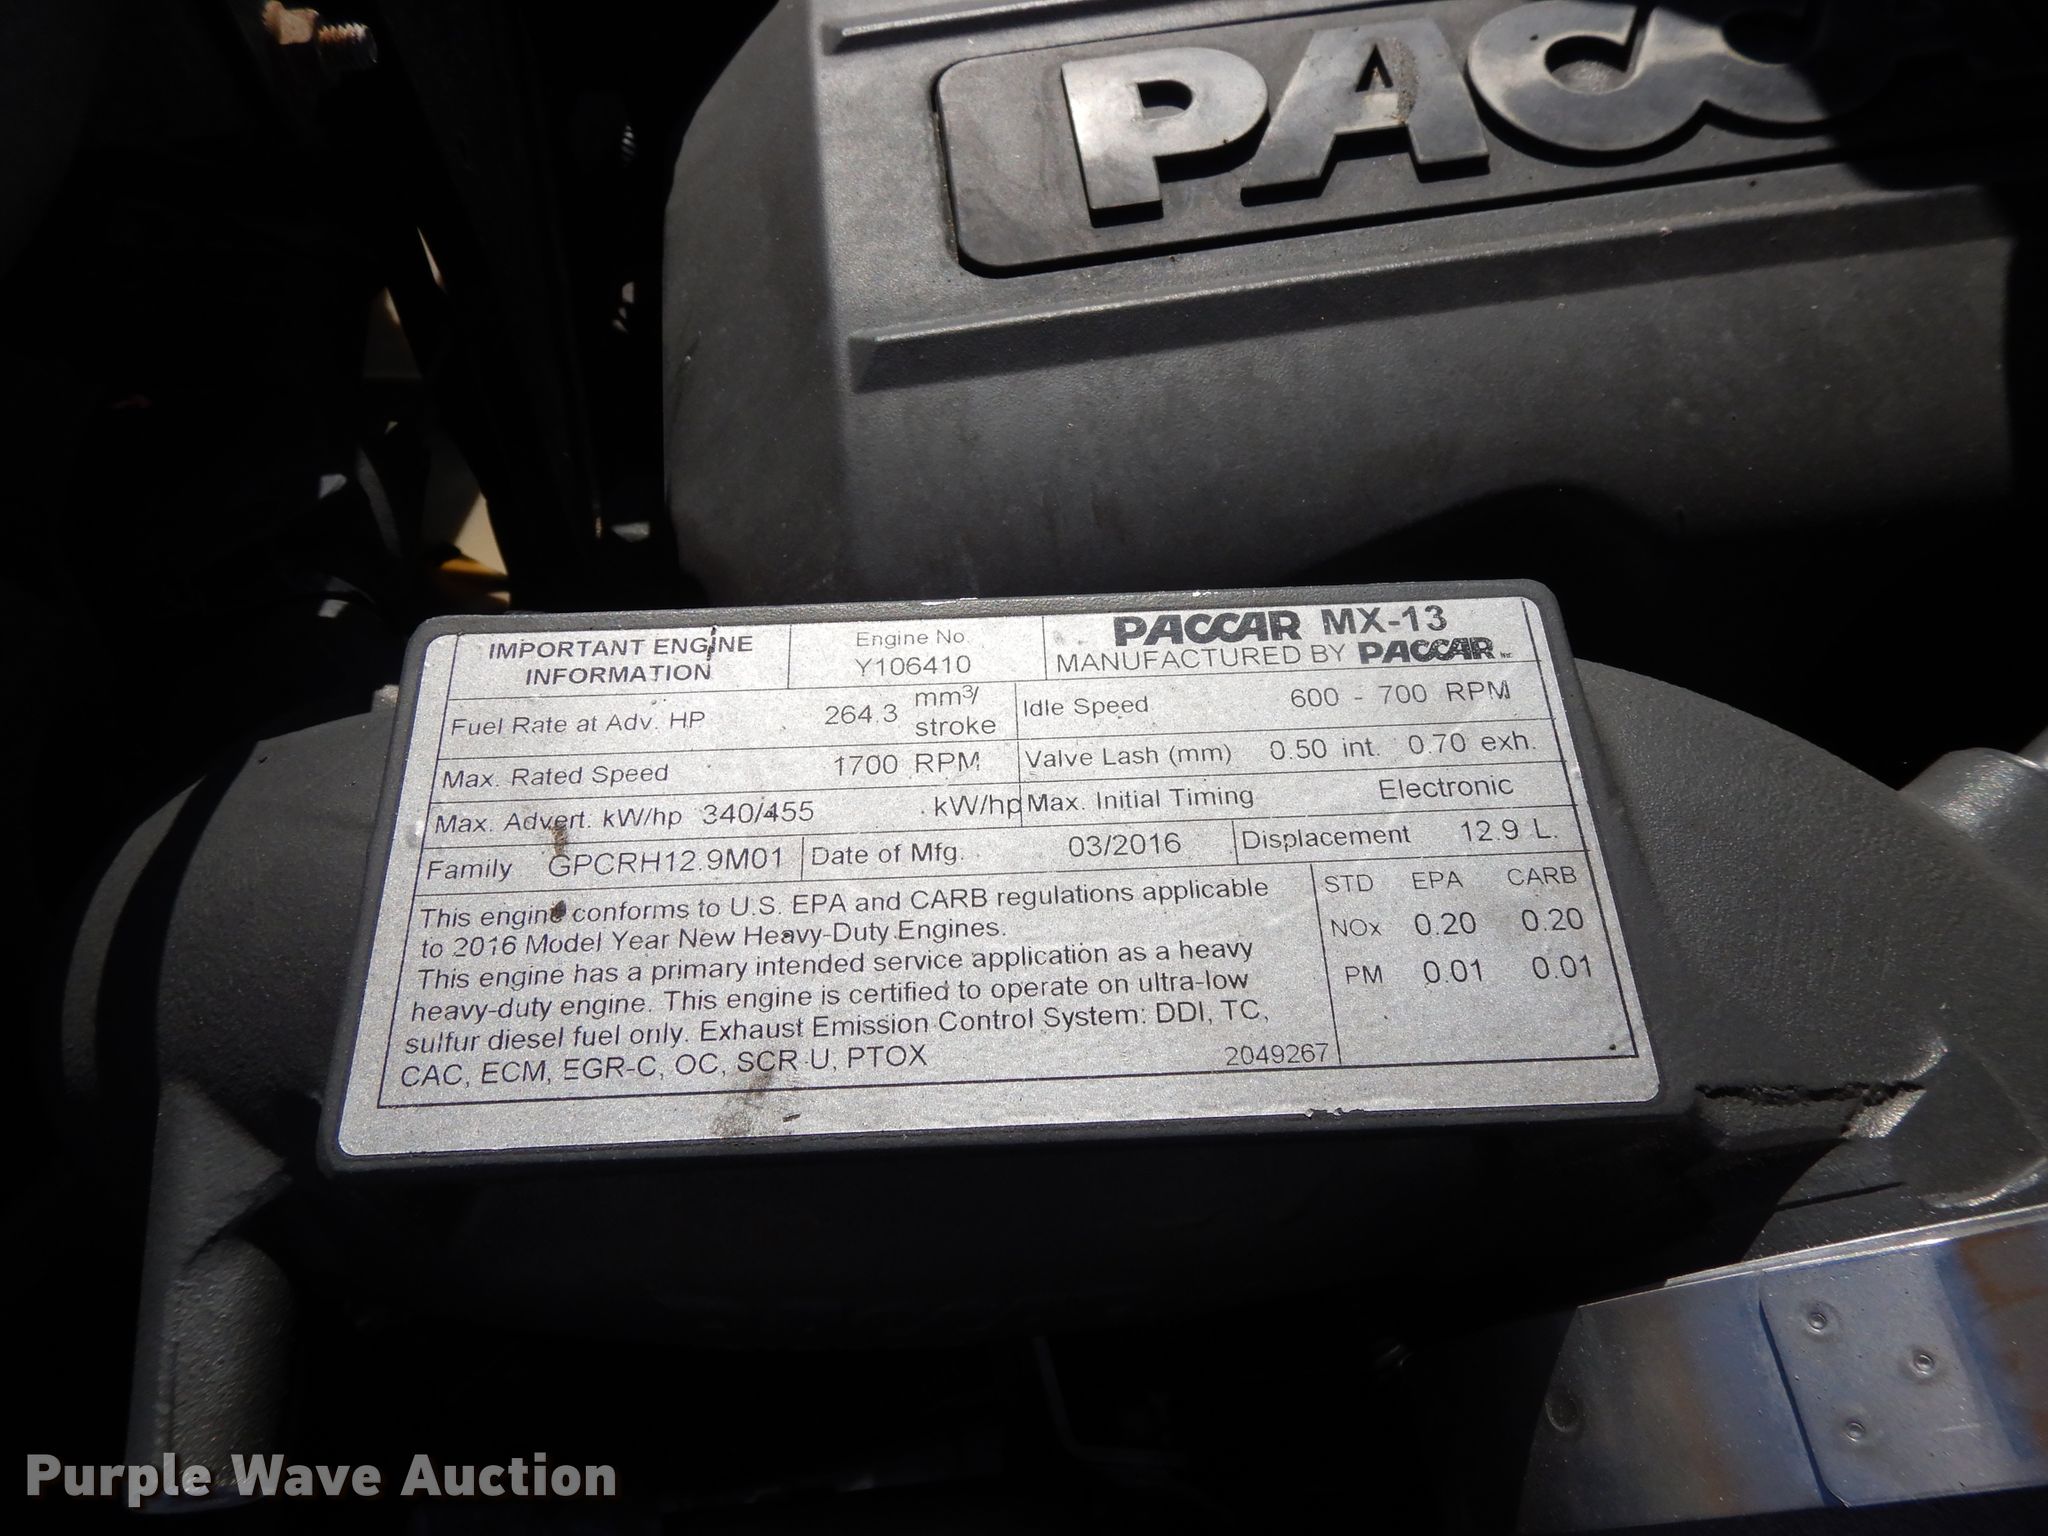 PACCA
IMPORTANT ENGINE
INFORMATION
Engine No.
Y106410
PACCAR MX-13
MANUFACTURED BY PACCAR Inc.
Fuel Rate at Adv. HP 264.3 mm³/
stroke
Idle Speed 600 - 700 RPM
Max. Rated Speed 1700 RPM
Valve Lash (mm) 0.50 int. 0.70 exh.
Max. Advert. kW/hp 340/455 kW/hp
Max. Initial Timing Electronic
Family GPCRH12.9M01
Date of Mfg. 03/2016
Displacement 12.9 L.
This engine conforms to U.S. EPA and CARB regulations applicable
to 2016 Model Year New Heavy-Duty Engines.
This engine has a primary intended service application as a heavy
heavy-duty engine. This engine is certified to operate on ultra-low
sulfur diesel fuel only. Exhaust Emission Control System: DDI, TC,
CAC, ECM, EGR-C, OC, SCR-U, PTOX
2049267
STD EPA CARB
NOx 0.20 0.20
PM 0.01 0.01
Purple Wave Auction